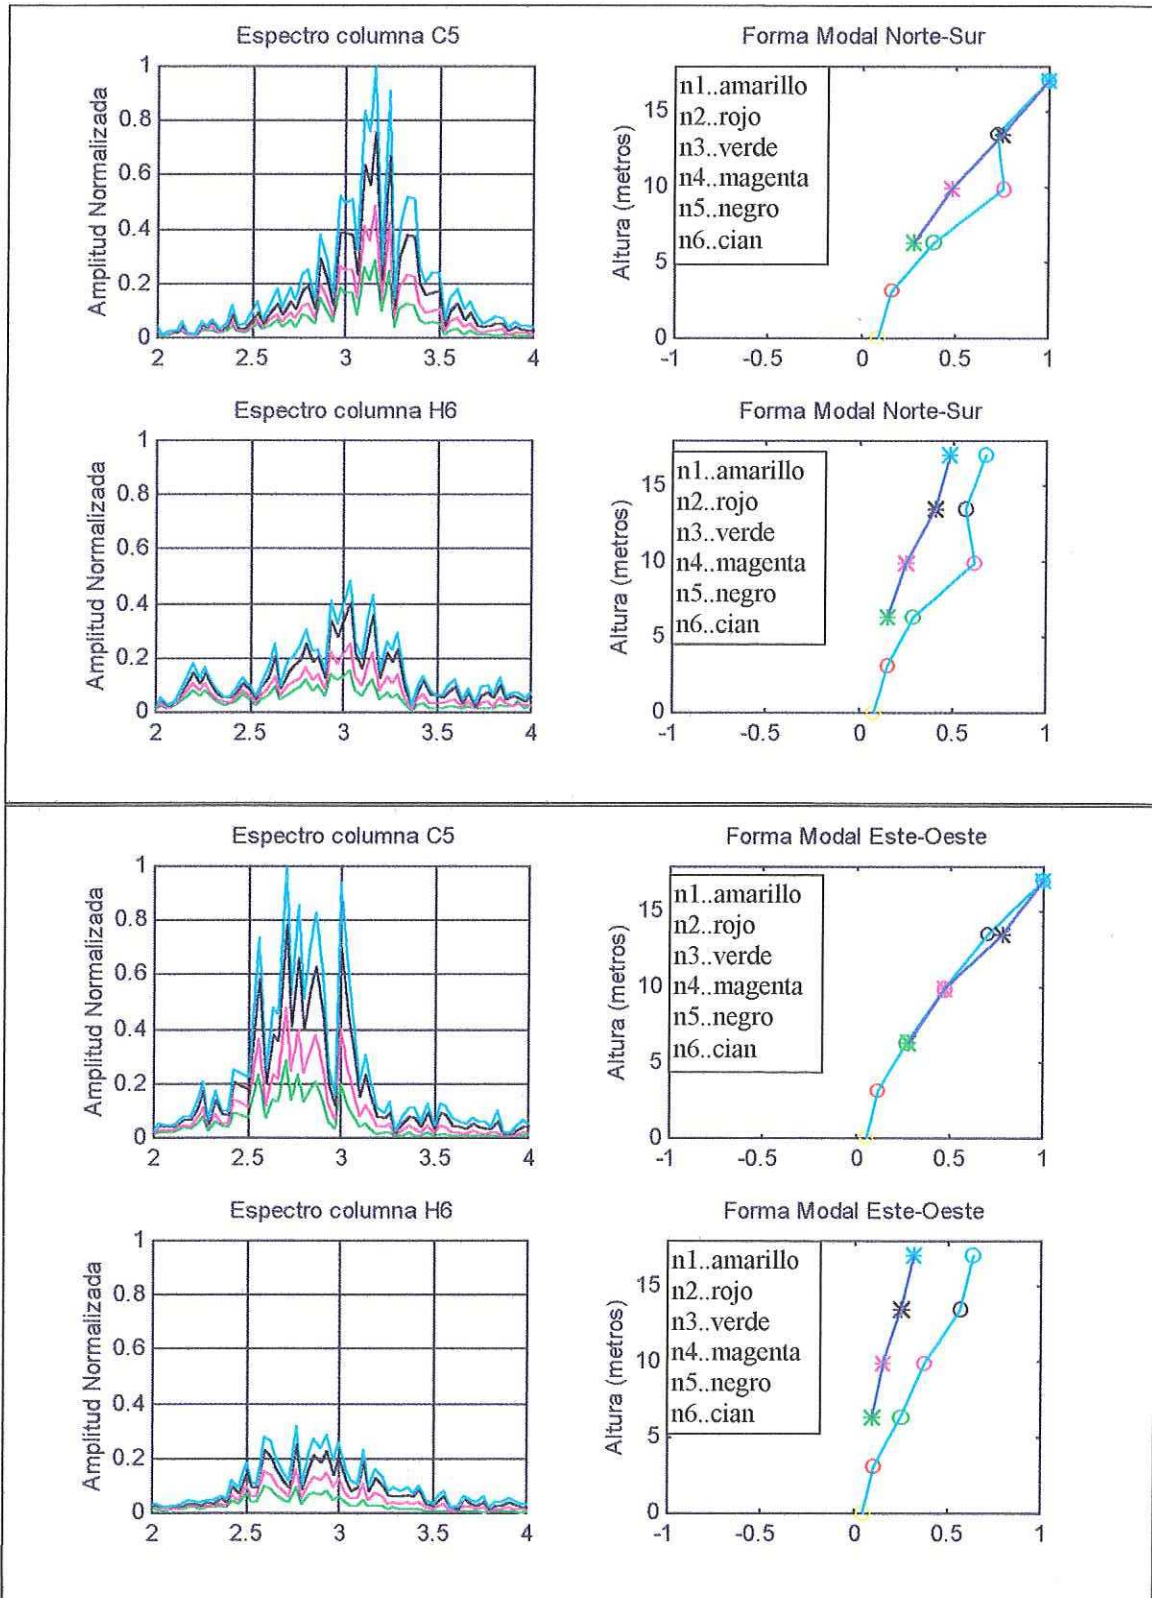 Espectro columna C5
Amplitud Normalizada
1
0.8
0.6
0.4
0.2
0
2 2.5 3 3.5 4
Forma Modal Norte-Sur
Altura (metros)
15
10
5
0
n1..amarillo
n2..rojo
n3..verde
n4..magenta
n5..negro
n6..cian
-1 -0.5 0 0.5 1
Espectro columna H6
Amplitud Normalizada
1
0.8
0.6
0.4
0.2
0
2 2.5 3 3.5 4
Forma Modal Norte-Sur
Altura (metros)
15
10
5
0
n1..amarillo
n2..rojo
n3..verde
n4..magenta
n5..negro
n6..cian
-1 -0.5 0 0.5 1
Espectro columna C5
Amplitud Normalizada
1
0.8
0.6
0.4
0.2
0
2 2.5 3 3.5 4
Forma Modal Este-Oeste
Altura (metros)
15
10
5
0
n1..amarillo
n2..rojo
n3..verde
n4..magenta
n5..negro
n6..cian
-1 -0.5 0 0.5 1
Espectro columna H6
Amplitud Normalizada
1
0.8
0.6
0.4
0.2
0
2 2.5 3 3.5 4
Forma Modal Este-Oeste
Altura (metros)
15
10
5
0
n1..amarillo
n2..rojo
n3..verde
n4..magenta
n5..negro
n6..cian
-1 -0.5 0 0.5 1